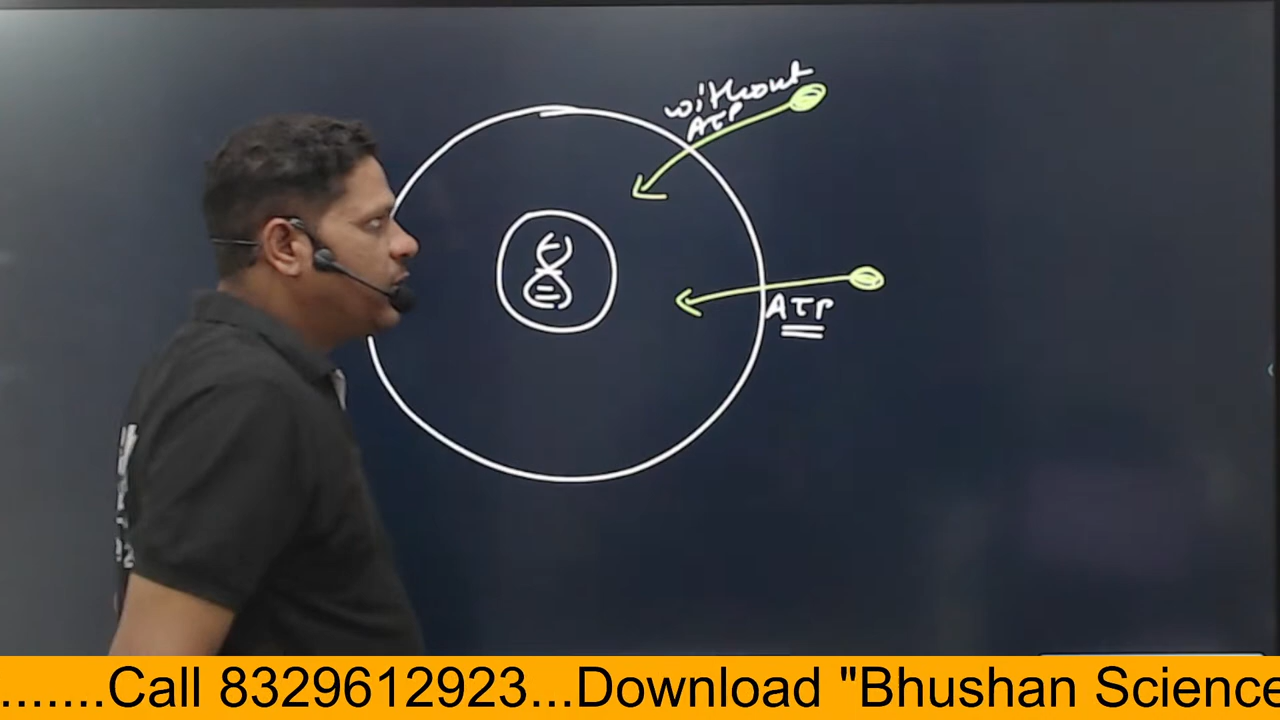 without
ATP
ATP
.......Call 8329612923...Download "Bhushan Science